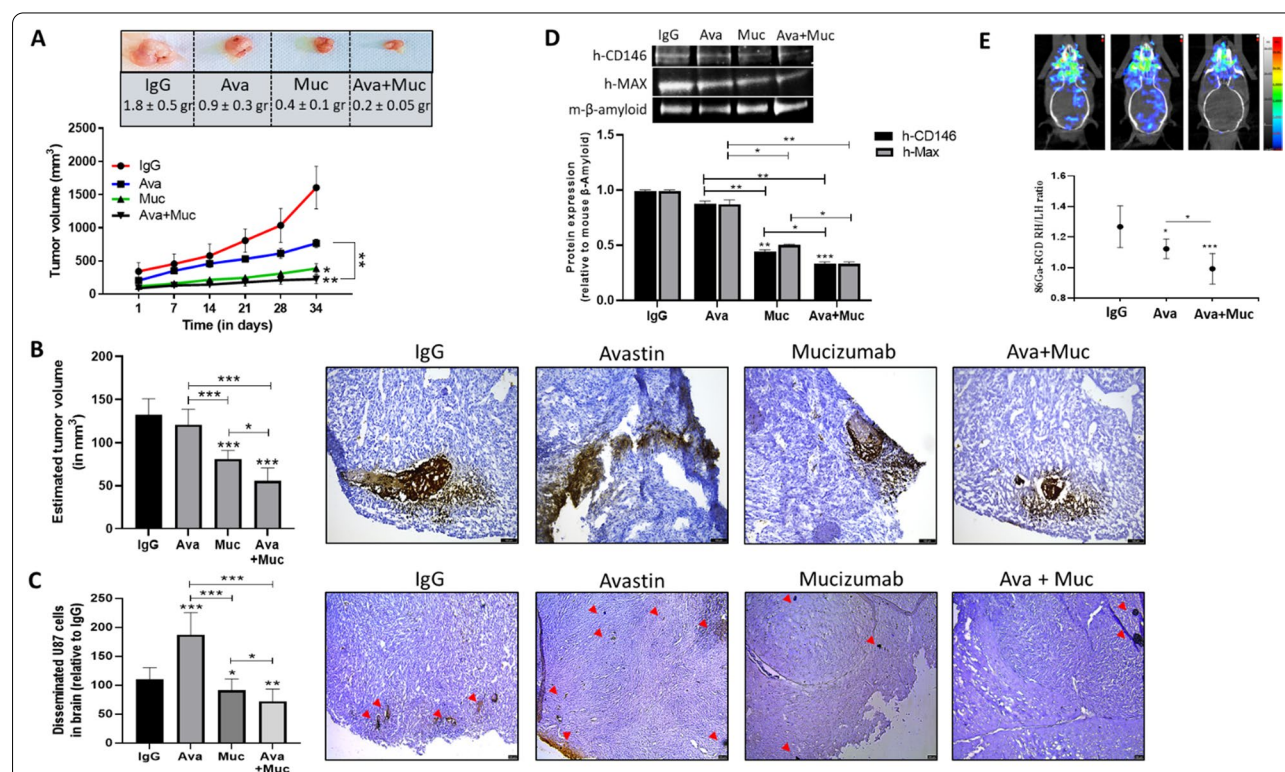 A
IgG Ava Muc Ava+Muc
1.8 ± 0.5 gr 0.9 ± 0.3 gr 0.4 ± 0.1 gr 0.2 ± 0.05 gr
Tumor volume (mm3)
2500
2000
1500
1000
500
0
IgG
Ava
Muc
Ava+Muc
**
*
**
1 7 14 21 28 34
Time (in days)
D
IgG Ava Muc Ava+Muc
h-CD146
h-MAX
m-β-amyloid
Protein expression
(relative to mouse β-Amyloid)
1.5
1.0
0.5
0.0
h-CD146
h-Max
**
*
**
**
*
*
**
***
IgG Ava Muc Ava+Muc
E
86Ga-RGD RH/LH ratio
1.6
1.4
1.2
1.0
0.8
*
*
***
IgG Ava Ava+Muc
B
Estimated tumor volume
(in mm3)
200
150
100
50
0
***
***
*
***
***
IgG Ava Muc Ava
+Muc
IgG Avastin Mucizumab Ava+Muc
C
Disseminated U87 cells
in brain (relative to IgG)
300
250
200
150
100
50
0
***
***
***
*
*
**
IgG Ava Muc Ava
+Muc
IgG Avastin Mucizumab Ava + Muc